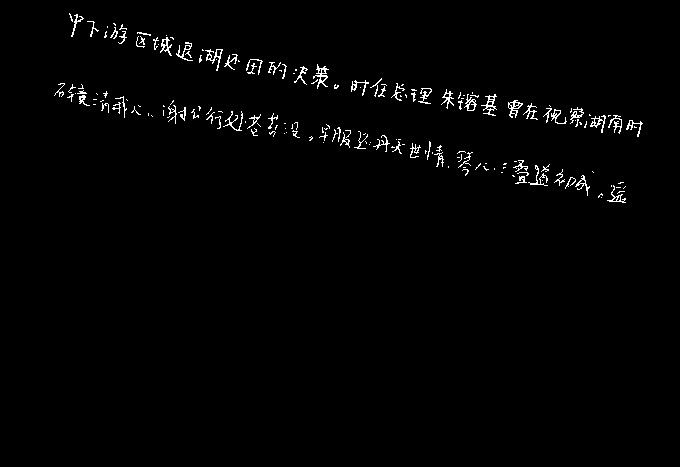 中下游区域退湖还田的决策。时任总理朱镕基曾在视察湖南时
石镜清我心，谢公行处苍苔没。早服还丹无世情，琴心三叠道初成。遥